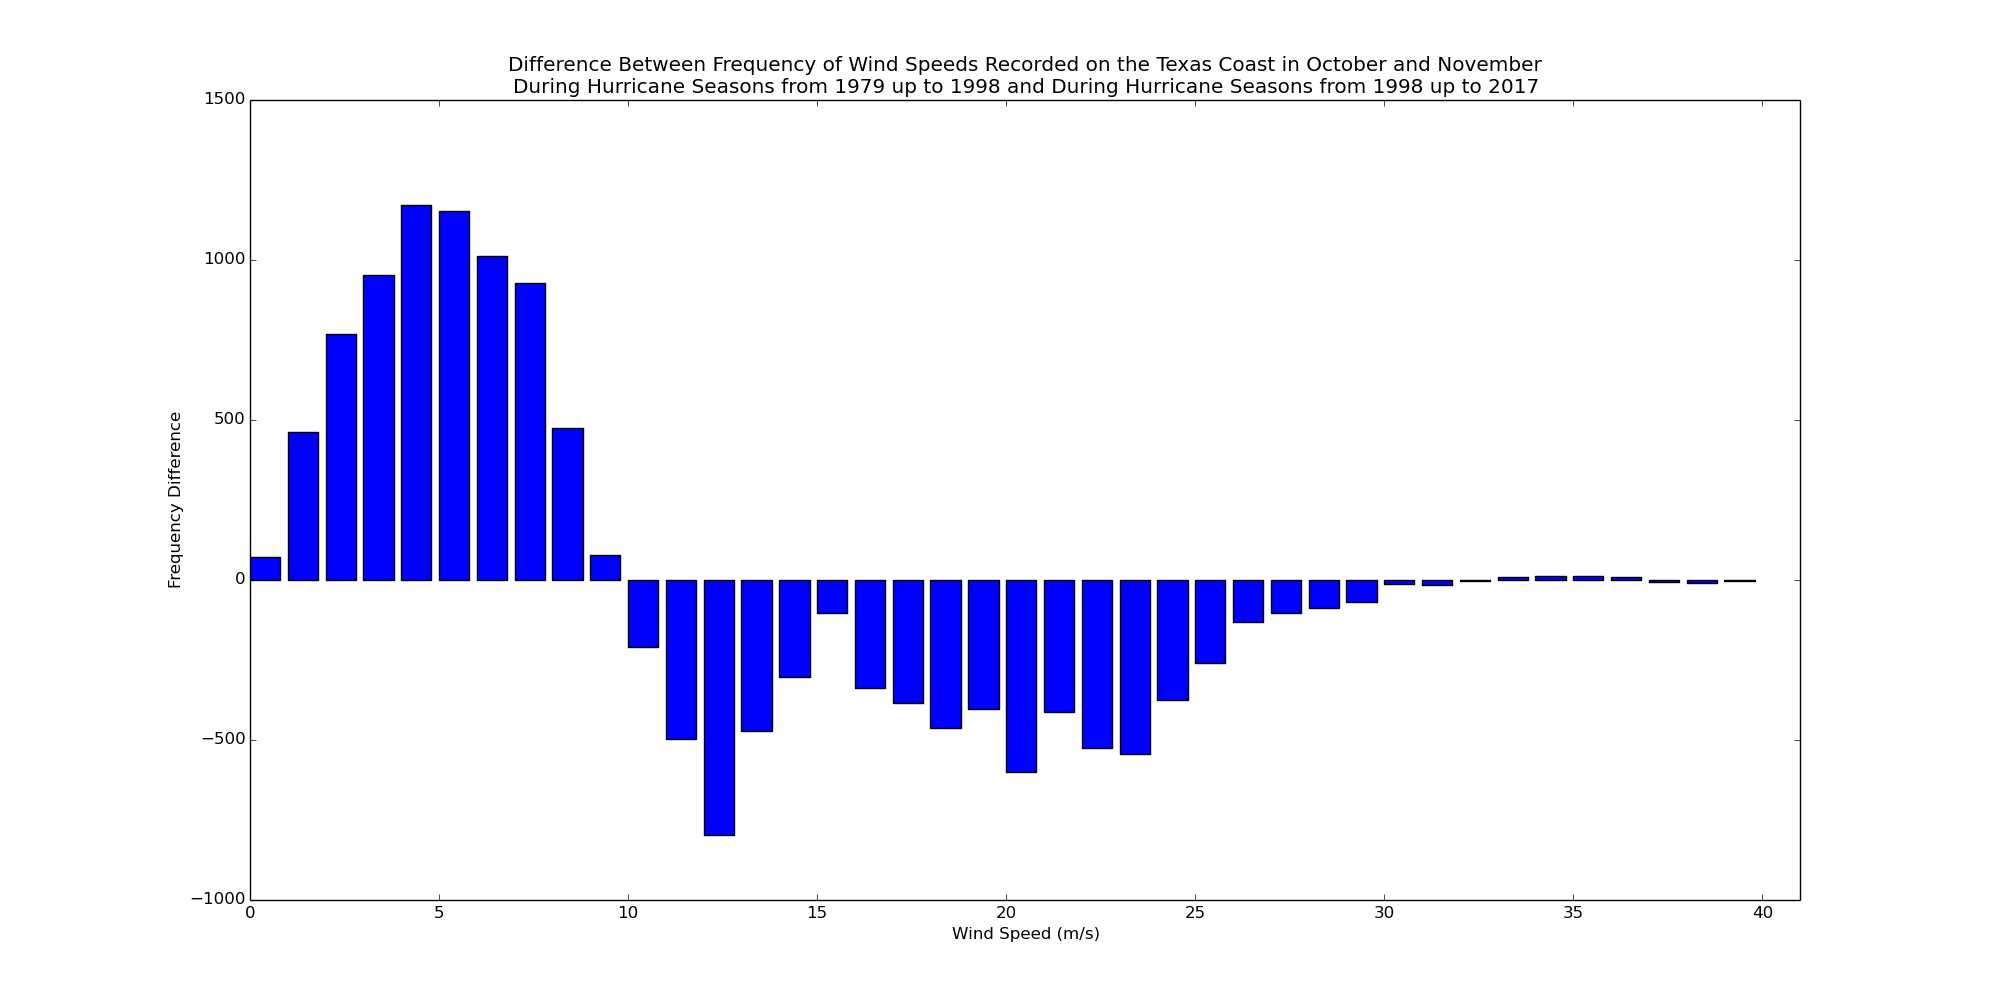 Difference Between Frequency of Wind Speeds Recorded on the Texas Coast in October and November
During Hurricane Seasons from 1979 up to 1998 and During Hurricane Seasons from 1998 up to 2017
1500
1000
500
0
−500
−1000
Frequency Difference
0 5 10 15 20 25 30 35 40
Wind Speed (m/s)